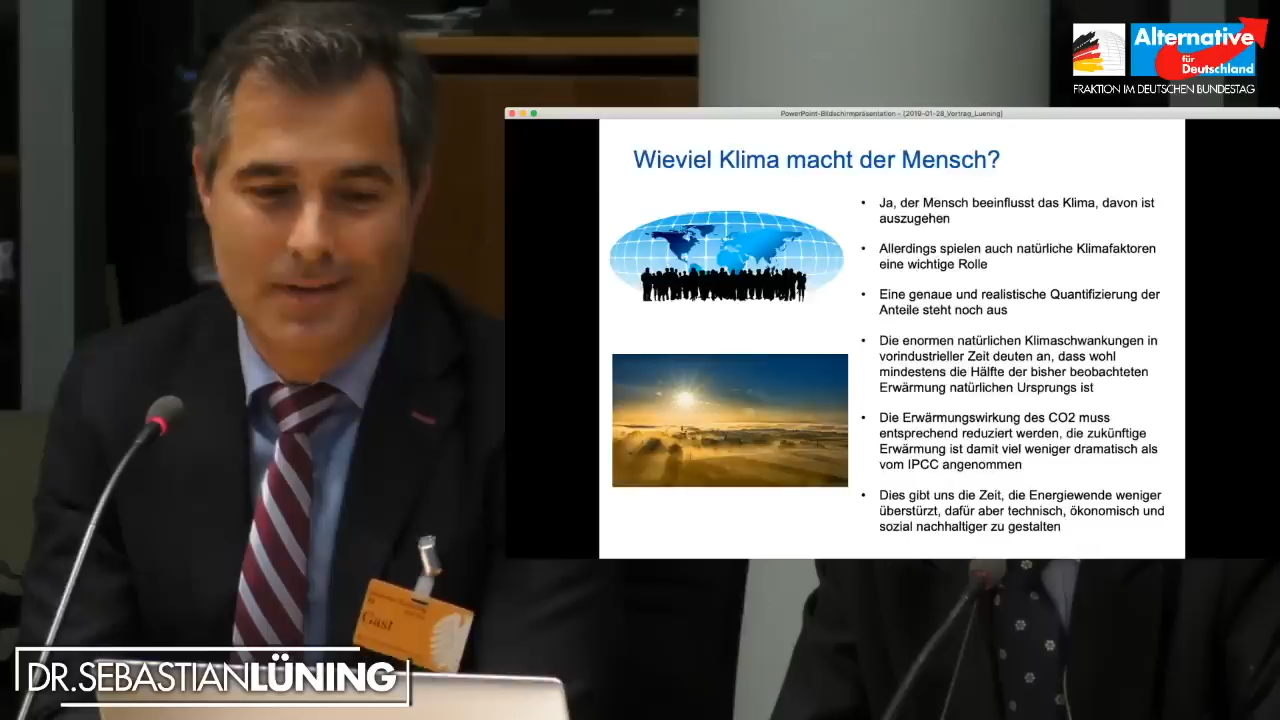 Alternative
für
Deutschland
FRAKTION IM DEUTSCHEN BUNDESTAG
PowerPoint-Bildschirmpräsentation - [2019-01-28_Vortrag_Luening]
Wieviel Klima macht der Mensch?
• Ja, der Mensch beeinflusst das Klima, davon ist
auszugehen
• Allerdings spielen auch natürliche Klimafaktoren
eine wichtige Rolle
• Eine genaue und realistische Quantifizierung der
Anteile steht noch aus
• Die enormen natürlichen Klimaschwankungen in
vorindustrieller Zeit deuten an, dass wohl
mindestens die Hälfte der bisher beobachteten
Erwärmung natürlichen Ursprungs ist
• Die Erwärmungswirkung des CO2 muss
entsprechend reduziert werden, die zukünftige
Erwärmung ist damit viel weniger dramatisch als
vom IPCC angenommen
• Dies gibt uns die Zeit, die Energiewende weniger
überstürzt, dafür aber technisch, ökonomisch und
sozial nachhaltiger zu gestalten
Gast
DR.SEBASTIANLÜNING